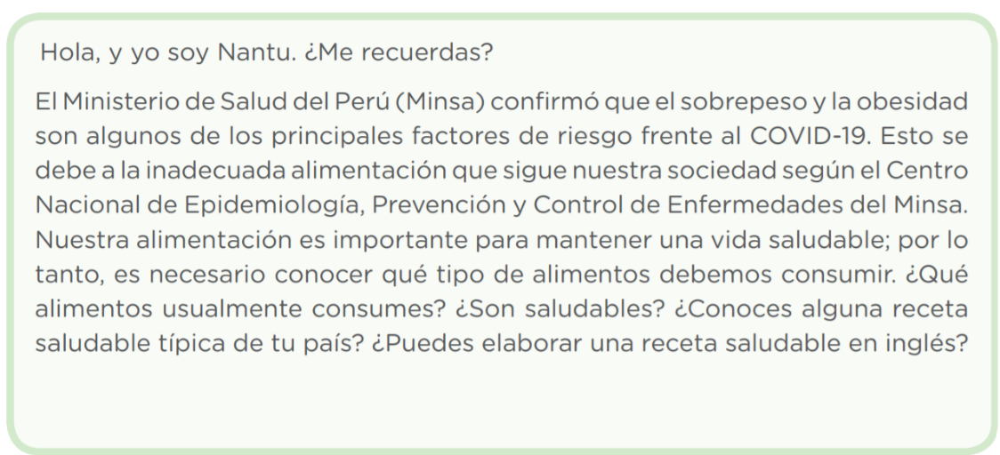 Hola, y yo soy Nantu. ¿Me recuerdas?
El Ministerio de Salud del Perú (Minsa) confirmó que el sobrepeso y la obesidad
son algunos de los principales factores de riesgo frente al COVID-19. Esto se
debe a la inadecuada alimentación que sigue nuestra sociedad según el Centro
Nacional de Epidemiología, Prevención y Control de Enfermedades del Minsa.
Nuestra alimentación es importante para mantener una vida saludable; por lo
tanto, es necesario conocer qué tipo de alimentos debemos consumir. ¿Qué
alimentos usualmente consumes? ¿Son saludables? ¿Conoces alguna receta
saludable típica de tu país? ¿Puedes elaborar una receta saludable en inglés?